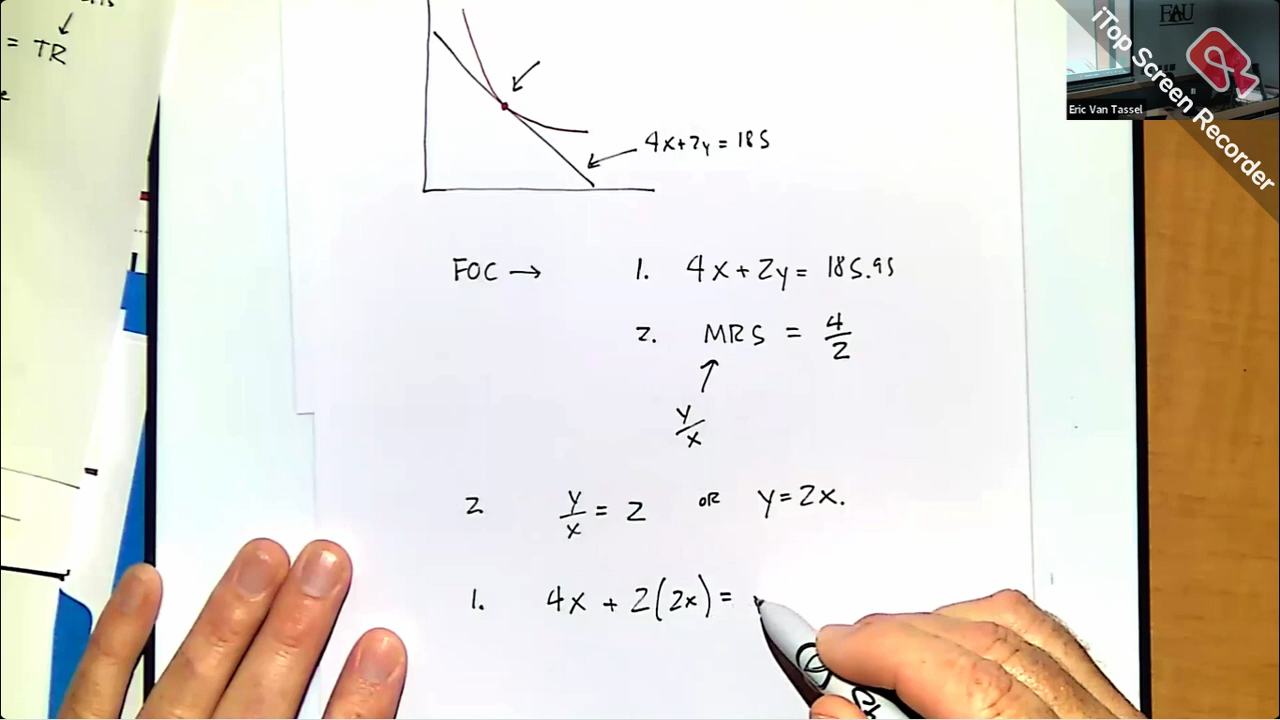 = TR
FAU
iTop Screen Recorder
Eric Van Tassel
4x+2y = 185
FOC → 1. 4x + 2y = 185.95
2. MRS = 4/2
↑
y/x
2 y/x = 2 OR y = 2x.
1. 4x + 2(2x) =